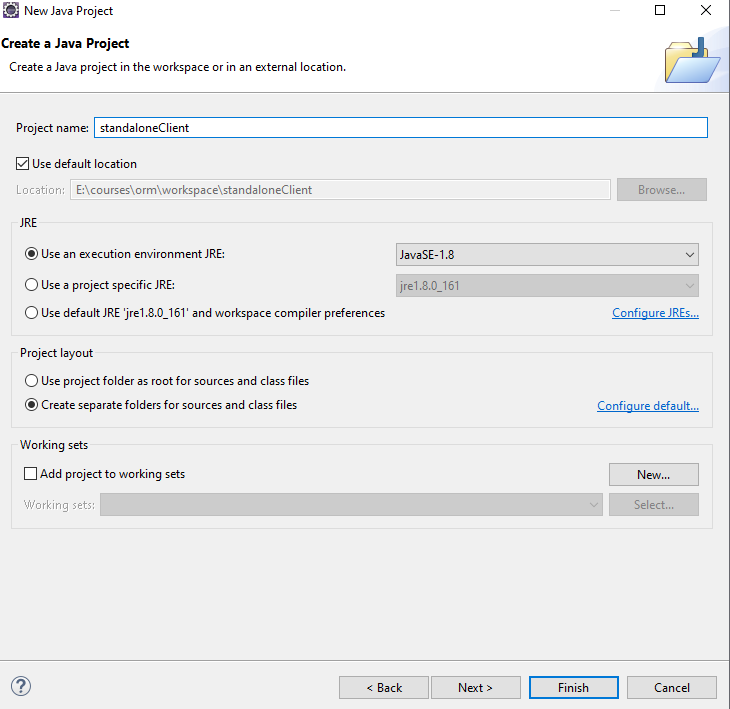 New Java Project
Create a Java Project
Create a Java project in the workspace or in an external location.
Project name: standaloneClient
Use default location
Location: E:\courses\orm\workspace\standaloneClient Browse...
JRE
Use an execution environment JRE: JavaSE-1.8
Use a project specific JRE: jre1.8.0_161
Use default JRE 'jre1.8.0_161' and workspace compiler preferences Configure JREs...
Project layout
Use project folder as root for sources and class files
Create separate folders for sources and class files Configure default...
Working sets
Add project to working sets New...
Working sets: Select...
? < Back Next > Finish Cancel